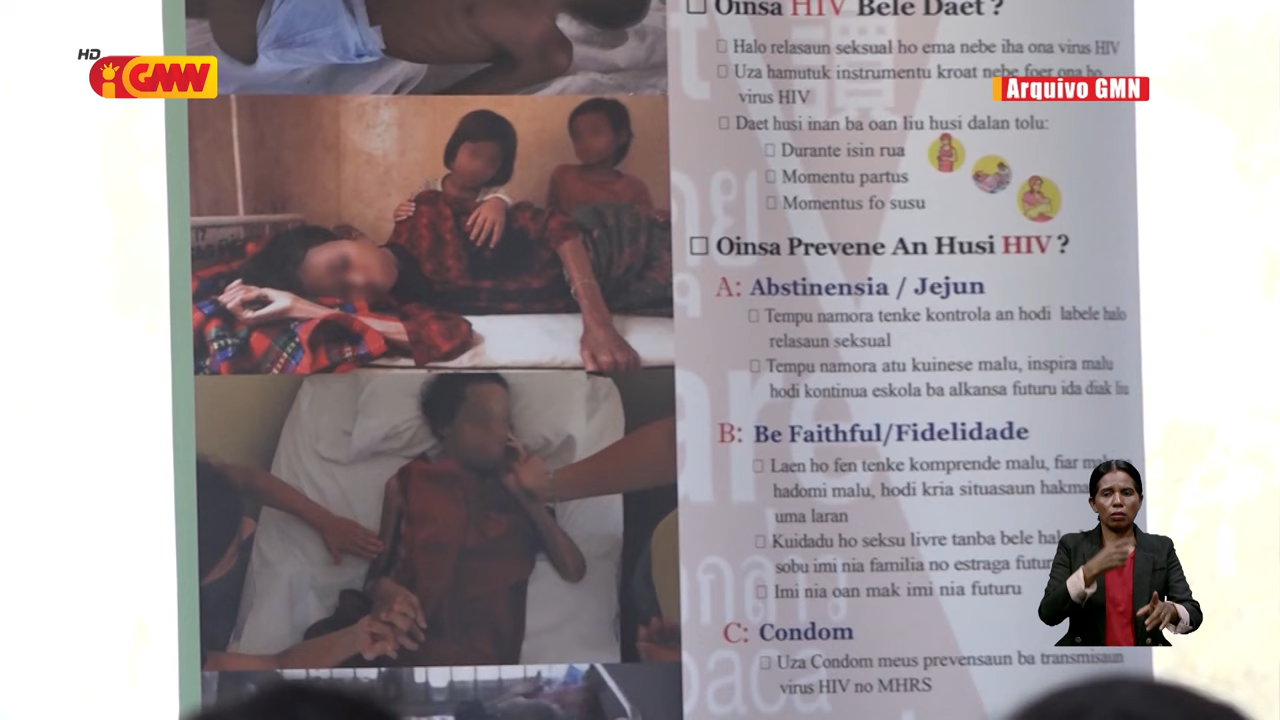 HD
GMN
Arquivo GMN
Oinsa HIV Bele Daet ?
Halo relasaun seksual ho ema nebe iha ona virus HIV
Uza hamutuk instrumentu kroat nebe foer ona ho
virus HIV
Daet husi inan ba oan liu husi dalan tolu:
Durante isin rua
Momentu partus
Momentus fo susu
Oinsa Prevene An Husi HIV ?
A: Abstinensia / Jejun
Tempu namora tenke kontrola an hodi labele halo
relasaun seksual
Tempu namora atu kuinese malu, inspira malu
hodi kontinua eskola ba alkansa futuru ida diak liu
B: Be Faithful/Fidelidade
Laen ho fen tenke komprende malu, fiar
hadomi malu, hodi kria situasaun
uma laran
Kuidadu ho seksu livre tanba bele
sobu imi nia familia no estraga
Imi nia oan mak imi nia futuru
C: Condom
Uza Condom meus prevensaun ba transmisaun
virus HIV no MHRS